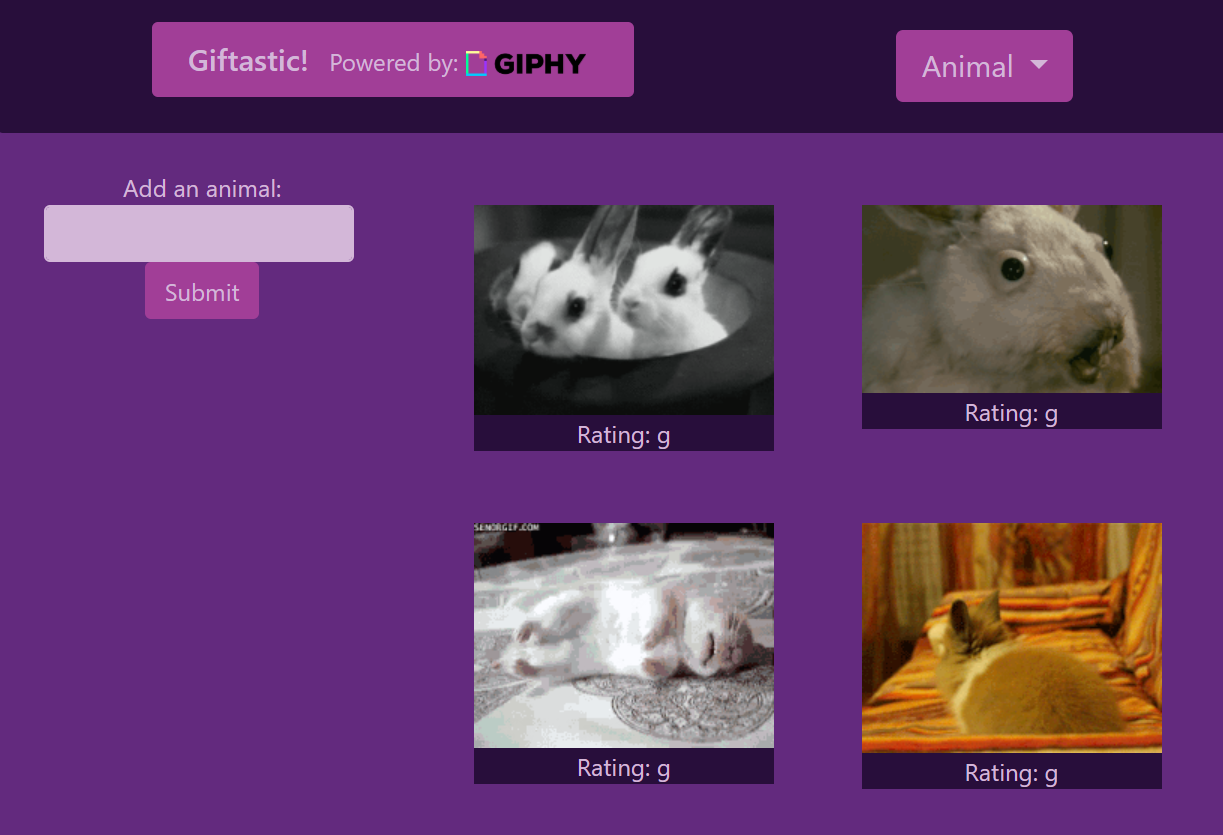 Giftastic! Powered by: GIPHY
Animal
Add an animal:
Submit
Rating: g
Rating: g
SENORGIF.COM
Rating: g
Rating: g